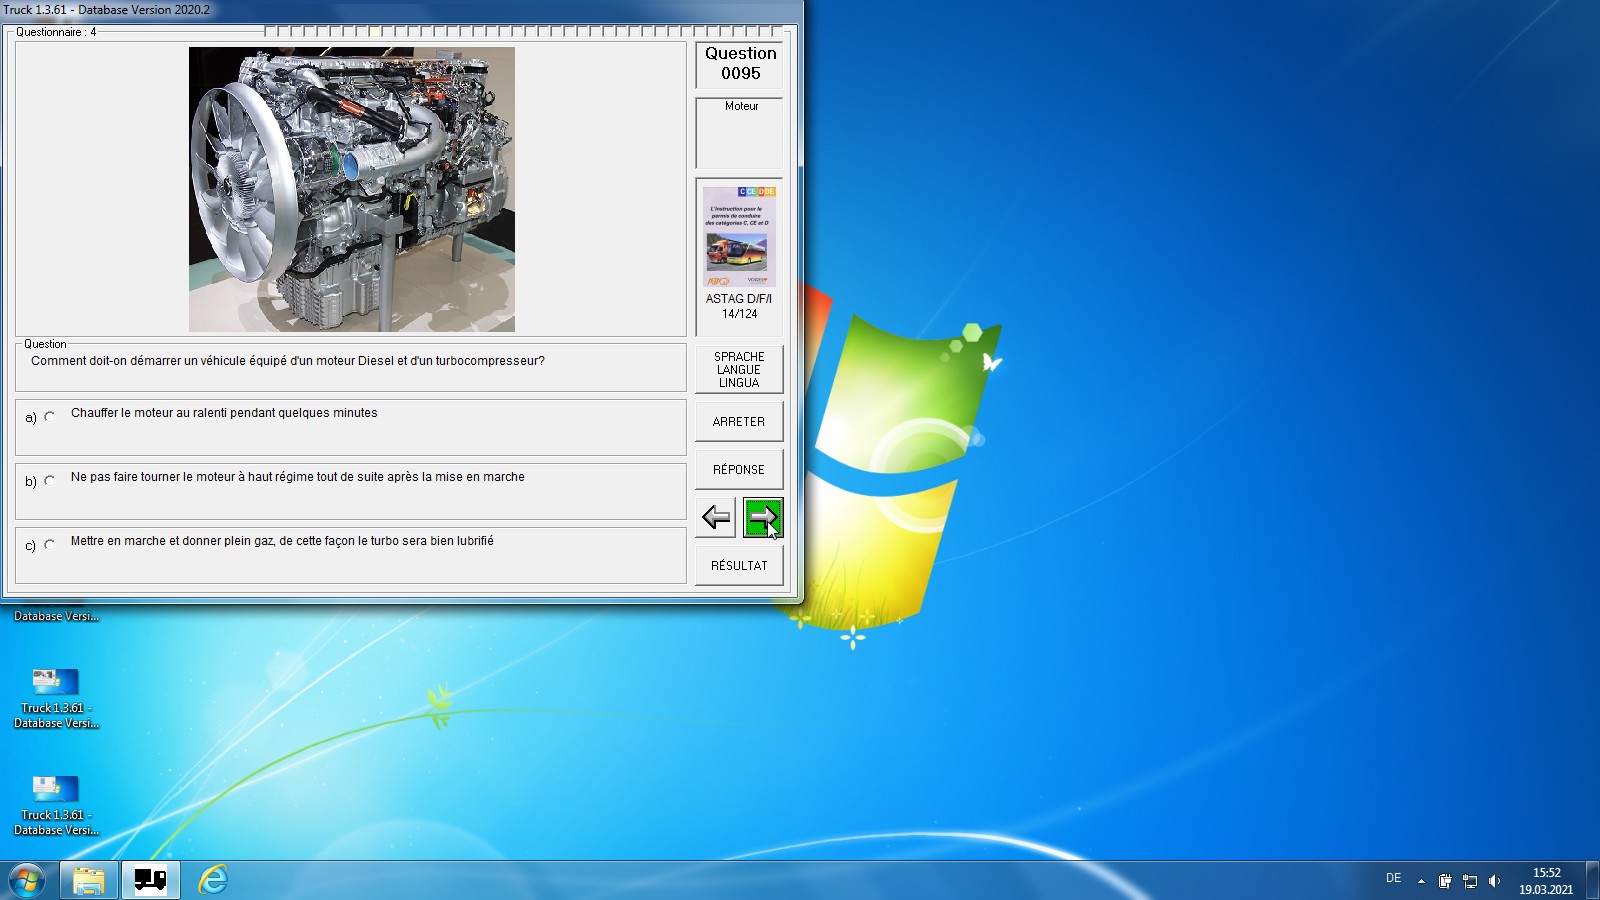 Truck 1.3.61 - Database Version 2020.2
Questionnaire : 4
Question
0095
Moteur
C CE D DE
L'instruction pour le
permis de conduire
des catégories C, CE et D
ASTAG D/F/I
14/124
Question
Comment doit-on démarrer un véhicule équipé d'un moteur Diesel et d'un turbocompresseur?
SPRACHE
LANGUE
LINGUA
a) Chauffer le moteur au ralenti pendant quelques minutes
ARRETER
b) Ne pas faire tourner le moteur à haut régime tout de suite après la mise en marche
RÉPONSE
c) Mettre en marche et donner plein gaz, de cette façon le turbo sera bien lubrifié
RÉSULTAT
Database Versi...
Truck 1.3.61 -
Database Versi...
Truck 1.3.61 -
Database Versi...
DE
15:52
19.03.2021